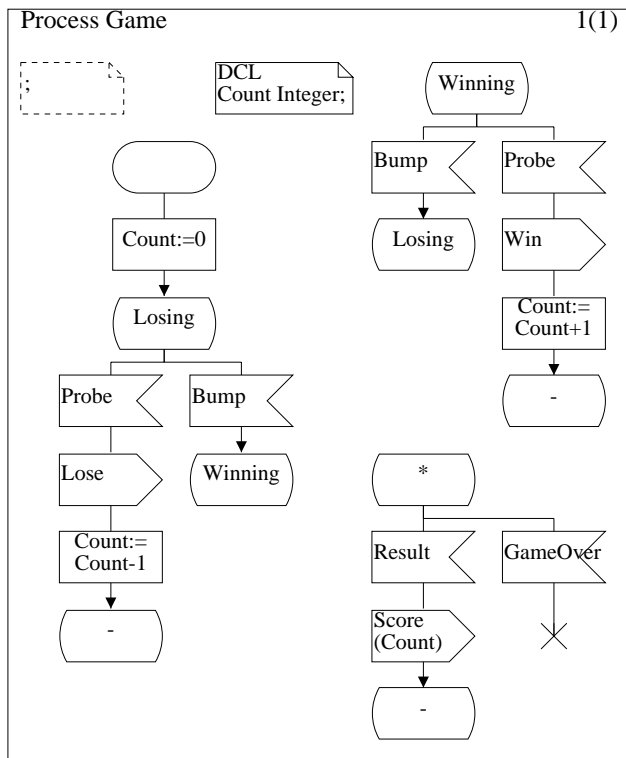 Process Game
1(1)
;
DCL
Count Integer;
Winning
Bump
Probe
Losing
Win
Count:=
Count+1
-
Count:=0
Losing
Probe
Bump
Lose
Winning
Count:=
Count-1
-
*
Result
GameOver
Score
(Count)
-